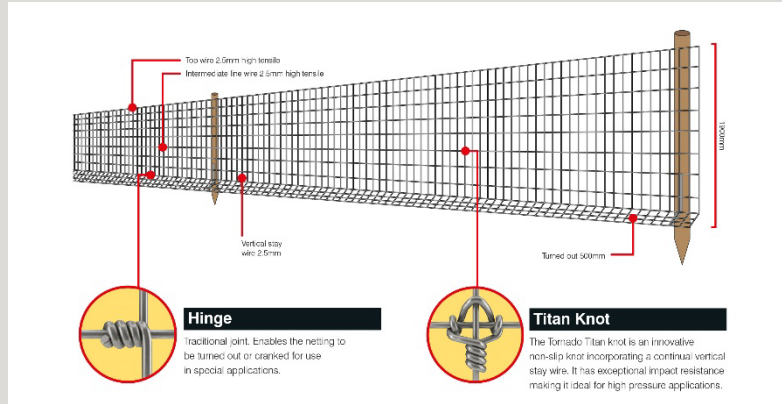 Top wire 2.5mm high tensile
Intermediate line wire 2.5mm high tensile
1900mm
Vertical stay
wire 2.5mm
Turned out 500mm
Hinge
Traditional joint. Enables the netting to
be turned out or cranked for use
in special applications.
Titan Knot
The Tornado Titan knot is an innovative
non-slip knot incorporating a continual vertical
stay wire. It has exceptional impact resistance
making it ideal for high pressure applications.